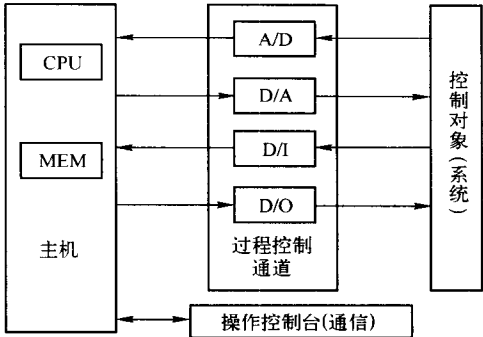 CPU
MEM
主机
A/D
D/A
D/I
D/O
过程控制
通道
控制对象(系统)
操作控制台(通信)